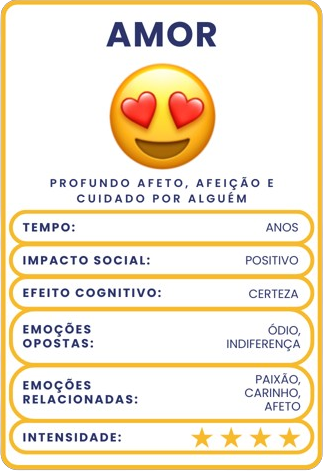 AMOR
PROFUNDO AFETO, AFEIÇÃO E
CUIDADO POR ALGUÉM
TEMPO: ANOS
IMPACTO SOCIAL: POSITIVO
EFEITO COGNITIVO: CERTEZA
EMOÇÕES
OPOSTAS:
ÓDIO,
INDIFERENÇA
EMOÇÕES
RELACIONADAS:
PAIXÃO,
CARINHO,
AFETO
INTENSIDADE: